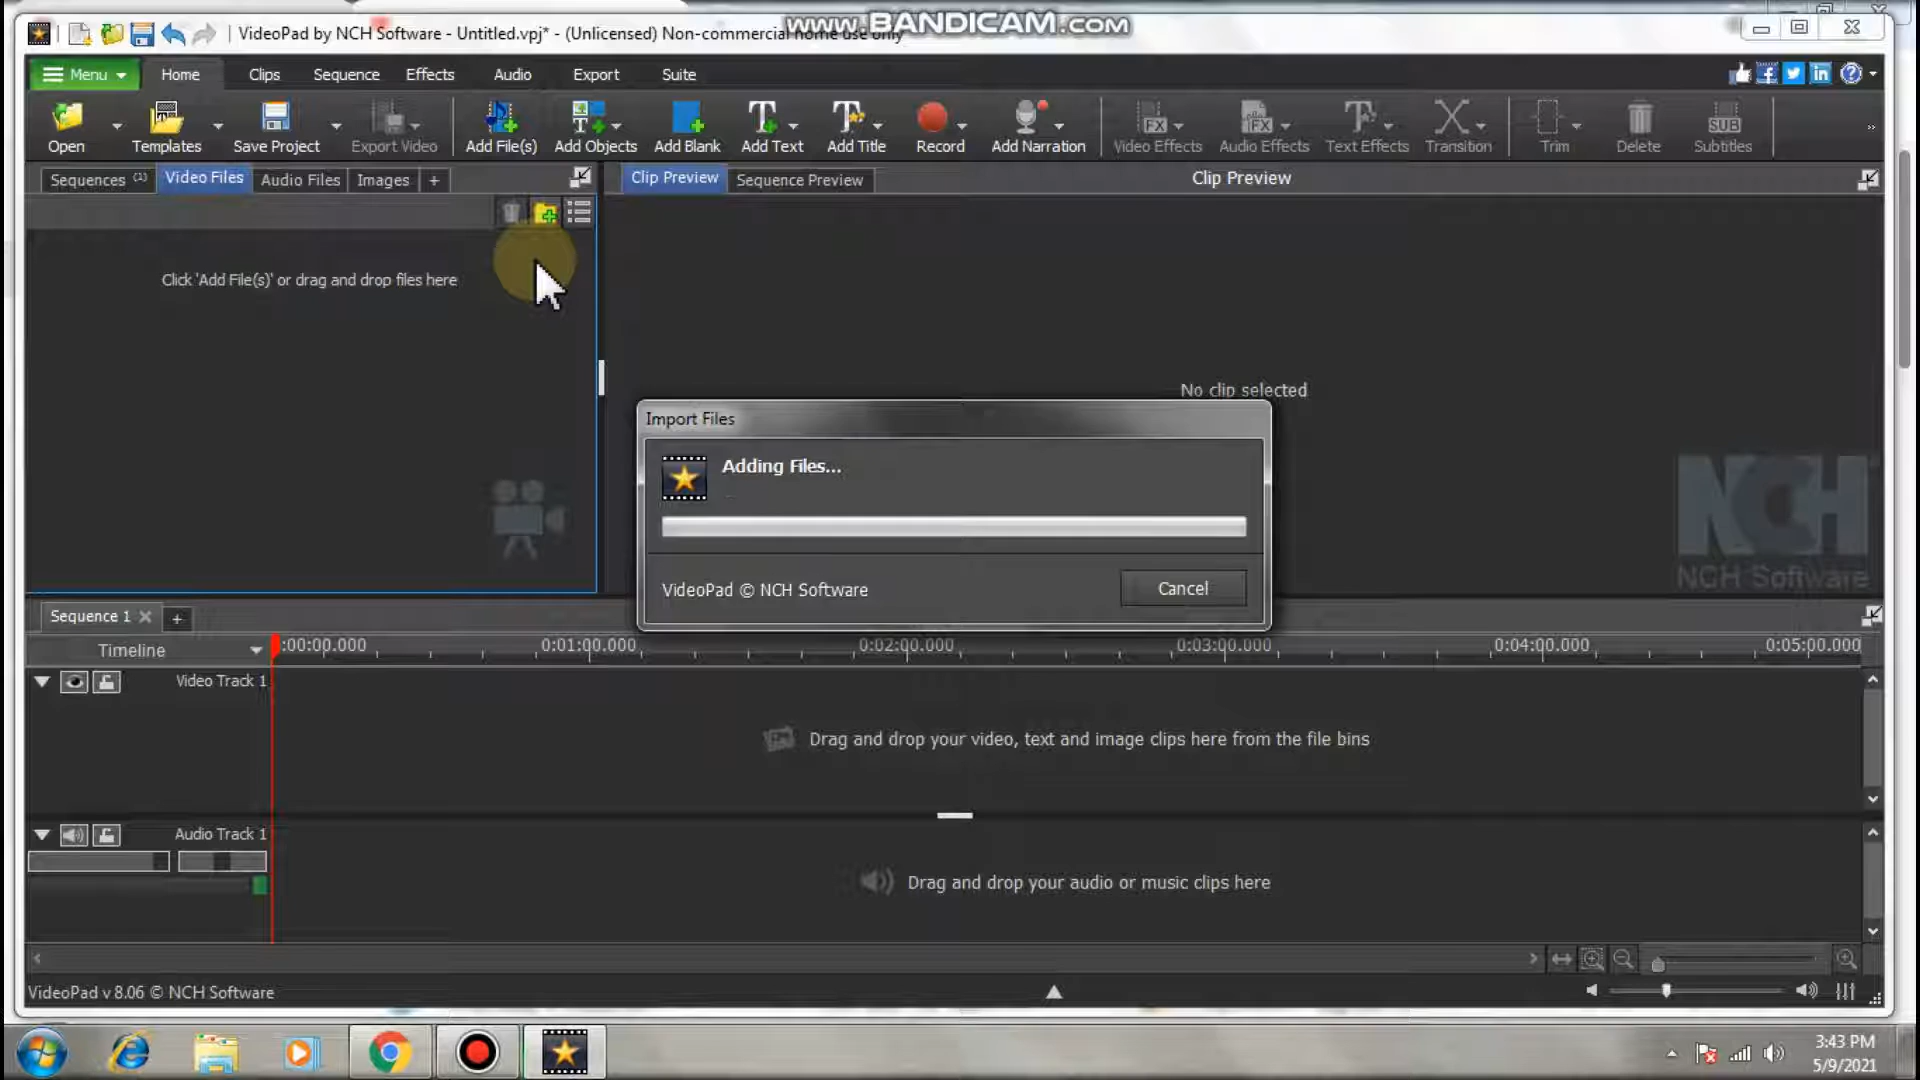 www.BANDICAM.com
VideoPad by NCH Software - Untitled.vpj* - (Unlicensed) Non-commercial home use only
Menu Home Clips Sequence Effects Audio Export Suite
Open Templates Save Project Export Video Add File(s) Add Objects Add Blank Add Text Add Title Record Add Narration Video Effects Audio Effects Text Effects Transition Trim Delete Subtitles
Sequences (1) Video Files Audio Files Images +
Clip Preview Sequence Preview Clip Preview
Click 'Add File(s)' or drag and drop files here
No clip selected
Import Files
Adding Files...
VideoPad © NCH Software Cancel
NCH
NCH Software
Sequence 1 +
Timeline :00:00.000 0:01:00.000 0:02:00.000 0:03:00.000 0:04:00.000 0:05:00.000
Video Track 1
Drag and drop your video, text and image clips here from the file bins
Audio Track 1
Drag and drop your audio or music clips here
VideoPad v 8.06 © NCH Software
3:43 PM
5/9/2021